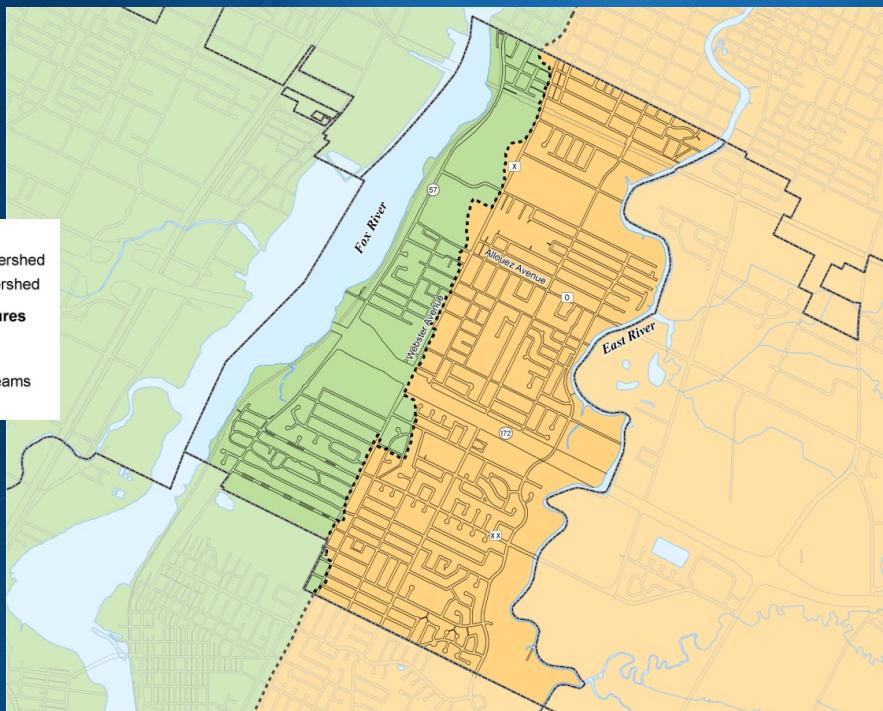 ershed
ershed
ures
eams
X
57
Fox River
Allouez Avenue
O
Webster Avenue
East River
172
XX